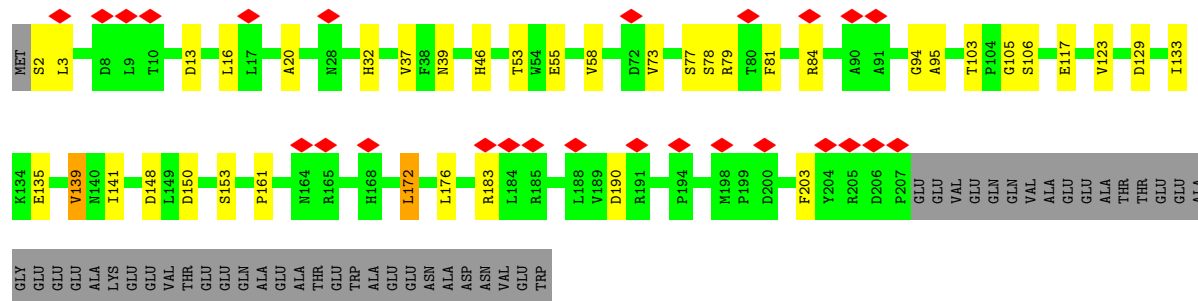 MET S2 L3 D8 L9 T10 D13 L16 L17 A20 N28 H32 V37 F38 N39 H46 T53 W54 E55 V58 D72 V73 S77 S78 R79 T80 F81 R84 A90 A91 G94 A95 T103 P104 G105 S106 E117 V123 D129 I133
K134 E135 V139 N140 I141 D148 L149 D150 S153 P161 N164 R165 H168 L172 L176 R183 L184 R185 L188 V189 D190 R191 P194 M198 P199 D200 F203 Y204 R205 D206 P207 GLU GLU VAL GLU GLN GLN VAL ALA GLU GLU ALA THR THR GLU GLU ALA
GLY GLU GLU GLU GLU ALA LYS GLU GLU VAL THR GLU GLU GLN ALA GLU ALA THR GLU TRP ALA GLU GLU ASN ALA ASP ASN VAL GLU TRP